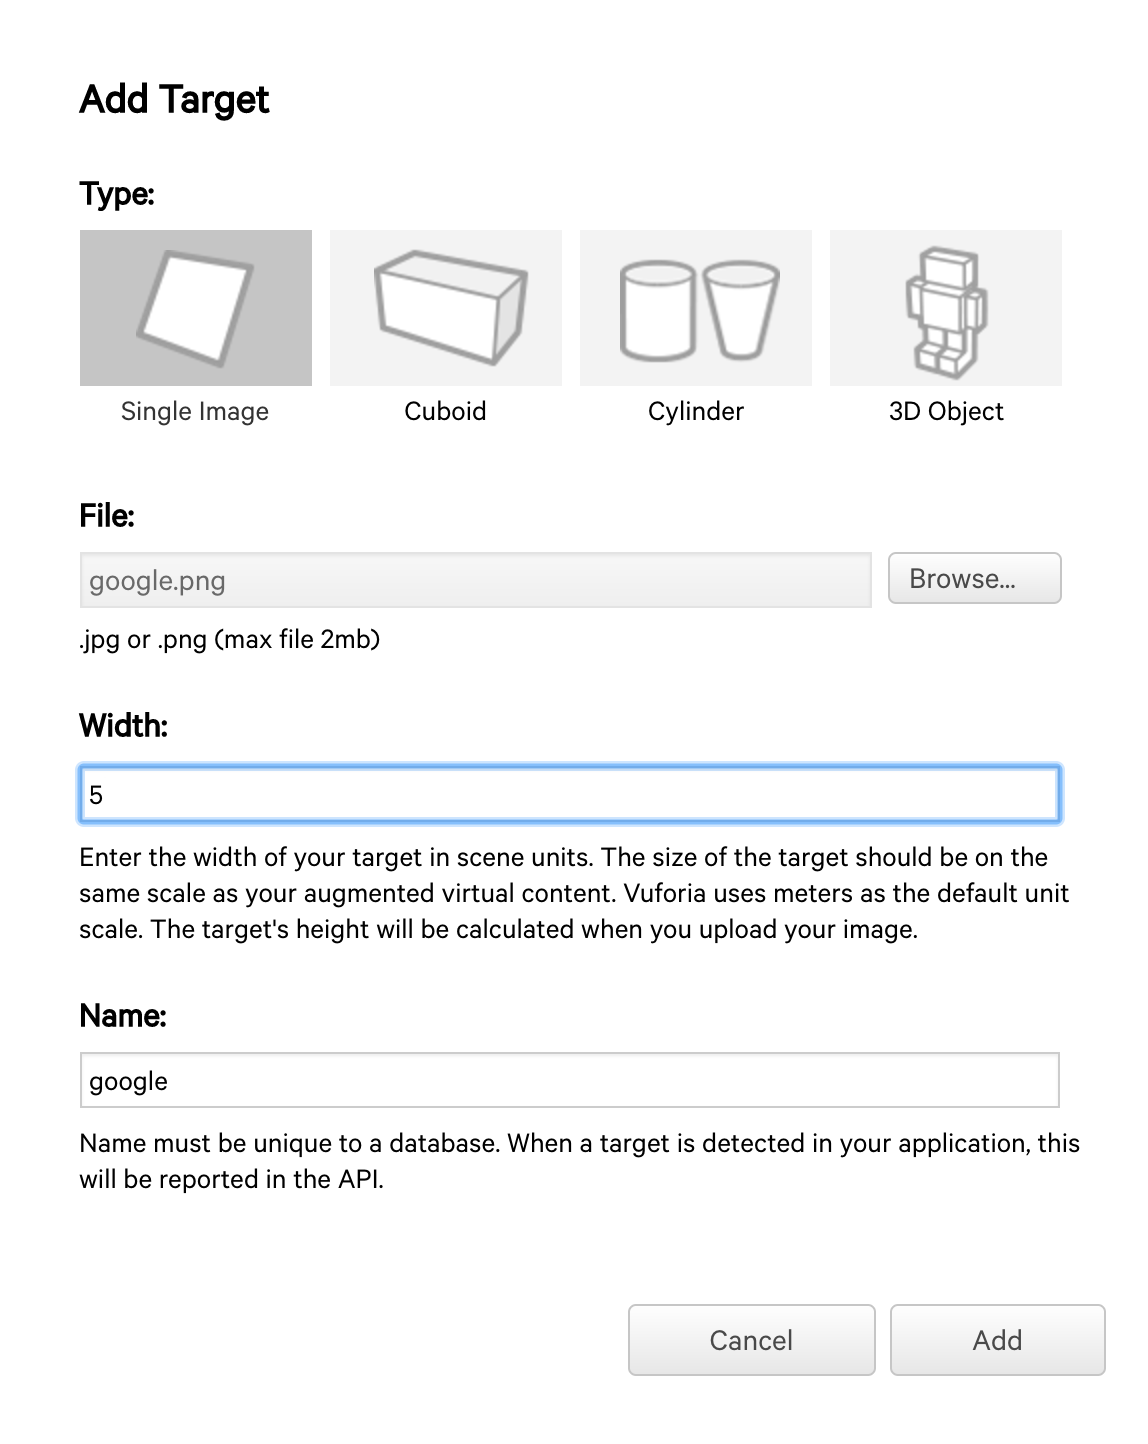 Add Target
Type:
Single Image
Cuboid
Cylinder
3D Object
File:
google.png
Browse...
.jpg or .png (max file 2mb)
Width:
5
Enter the width of your target in scene units. The size of the target should be on the
same scale as your augmented virtual content. Vuforia uses meters as the default unit
scale. The target's height will be calculated when you upload your image.
Name:
google
Name must be unique to a database. When a target is detected in your application, this
will be reported in the API.
Cancel
Add